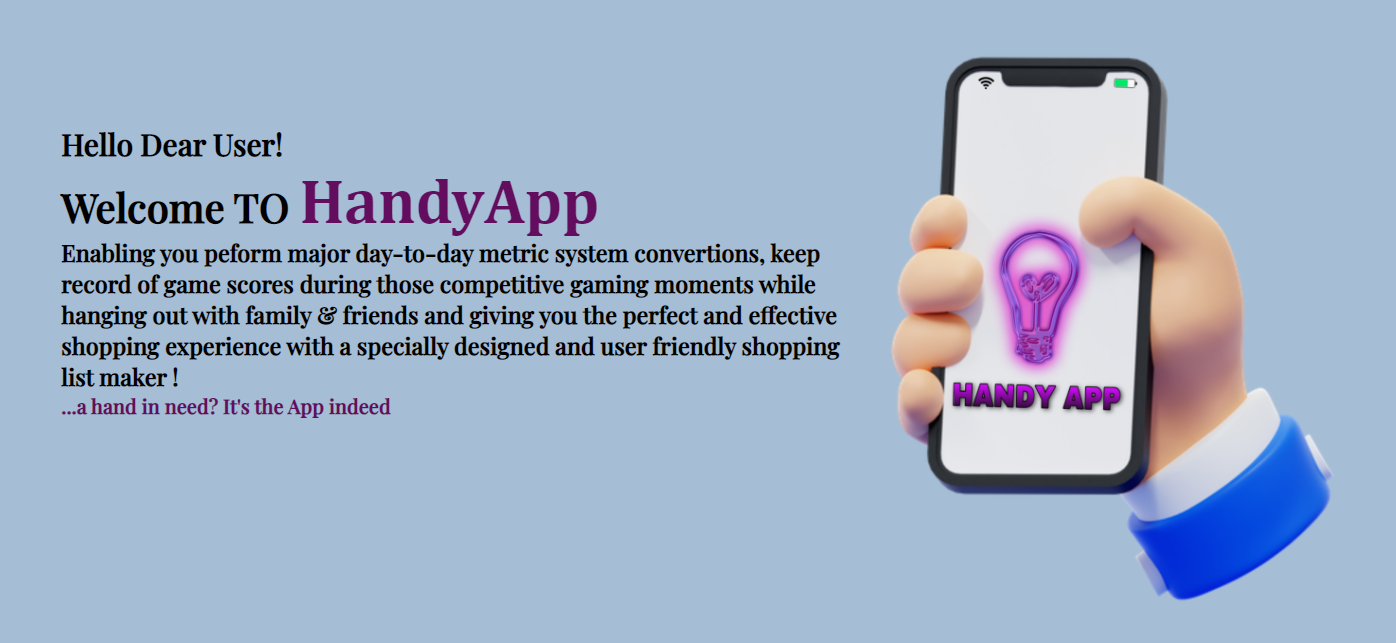 Hello Dear User!
Welcome TO HandyApp
Enabling you peform major day-to-day metric system convertions, keep
record of game scores during those competitive gaming moments while
hanging out with family & friends and giving you the perfect and effective
shopping experience with a specially designed and user friendly shopping
list maker !
...a hand in need? It's the App indeed
HANDY APP